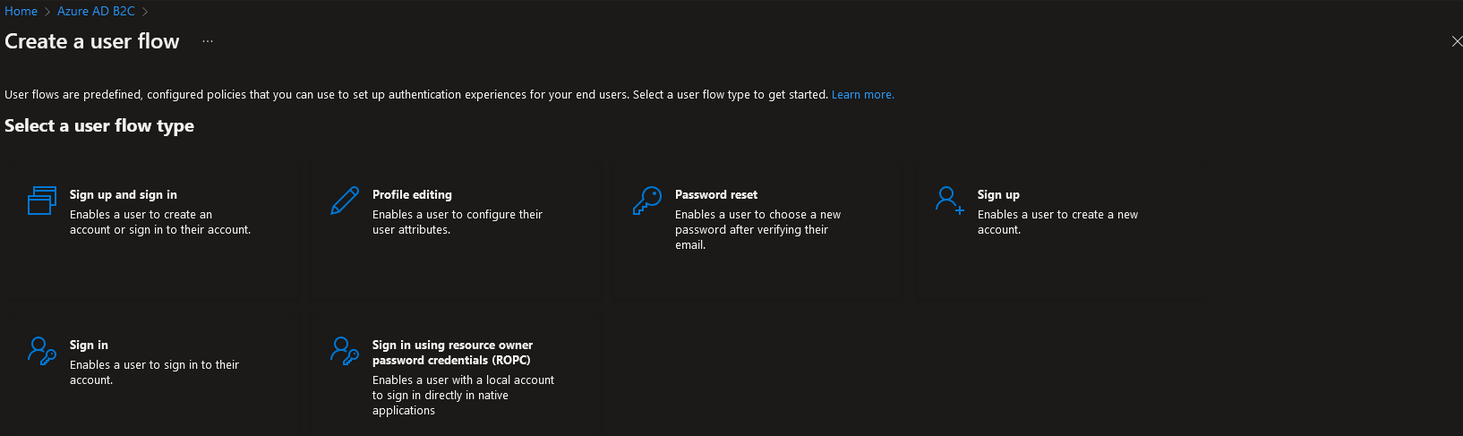 Home > Azure AD B2C >
Create a user flow ...
User flows are predefined, configured policies that you can use to set up authentication experiences for your end users. Select a user flow type to get started. Learn more.
Select a user flow type
Sign up and sign in
Enables a user to create an
account or sign in to their account.
Profile editing
Enables a user to configure their
user attributes.
Password reset
Enables a user to choose a new
password after verifying their
email.
Sign up
Enables a user to create a new
account.
Sign in
Enables a user to sign in to their
account.
Sign in using resource owner
password credentials (ROPC)
Enables a user with a local account
to sign in directly in native
applications